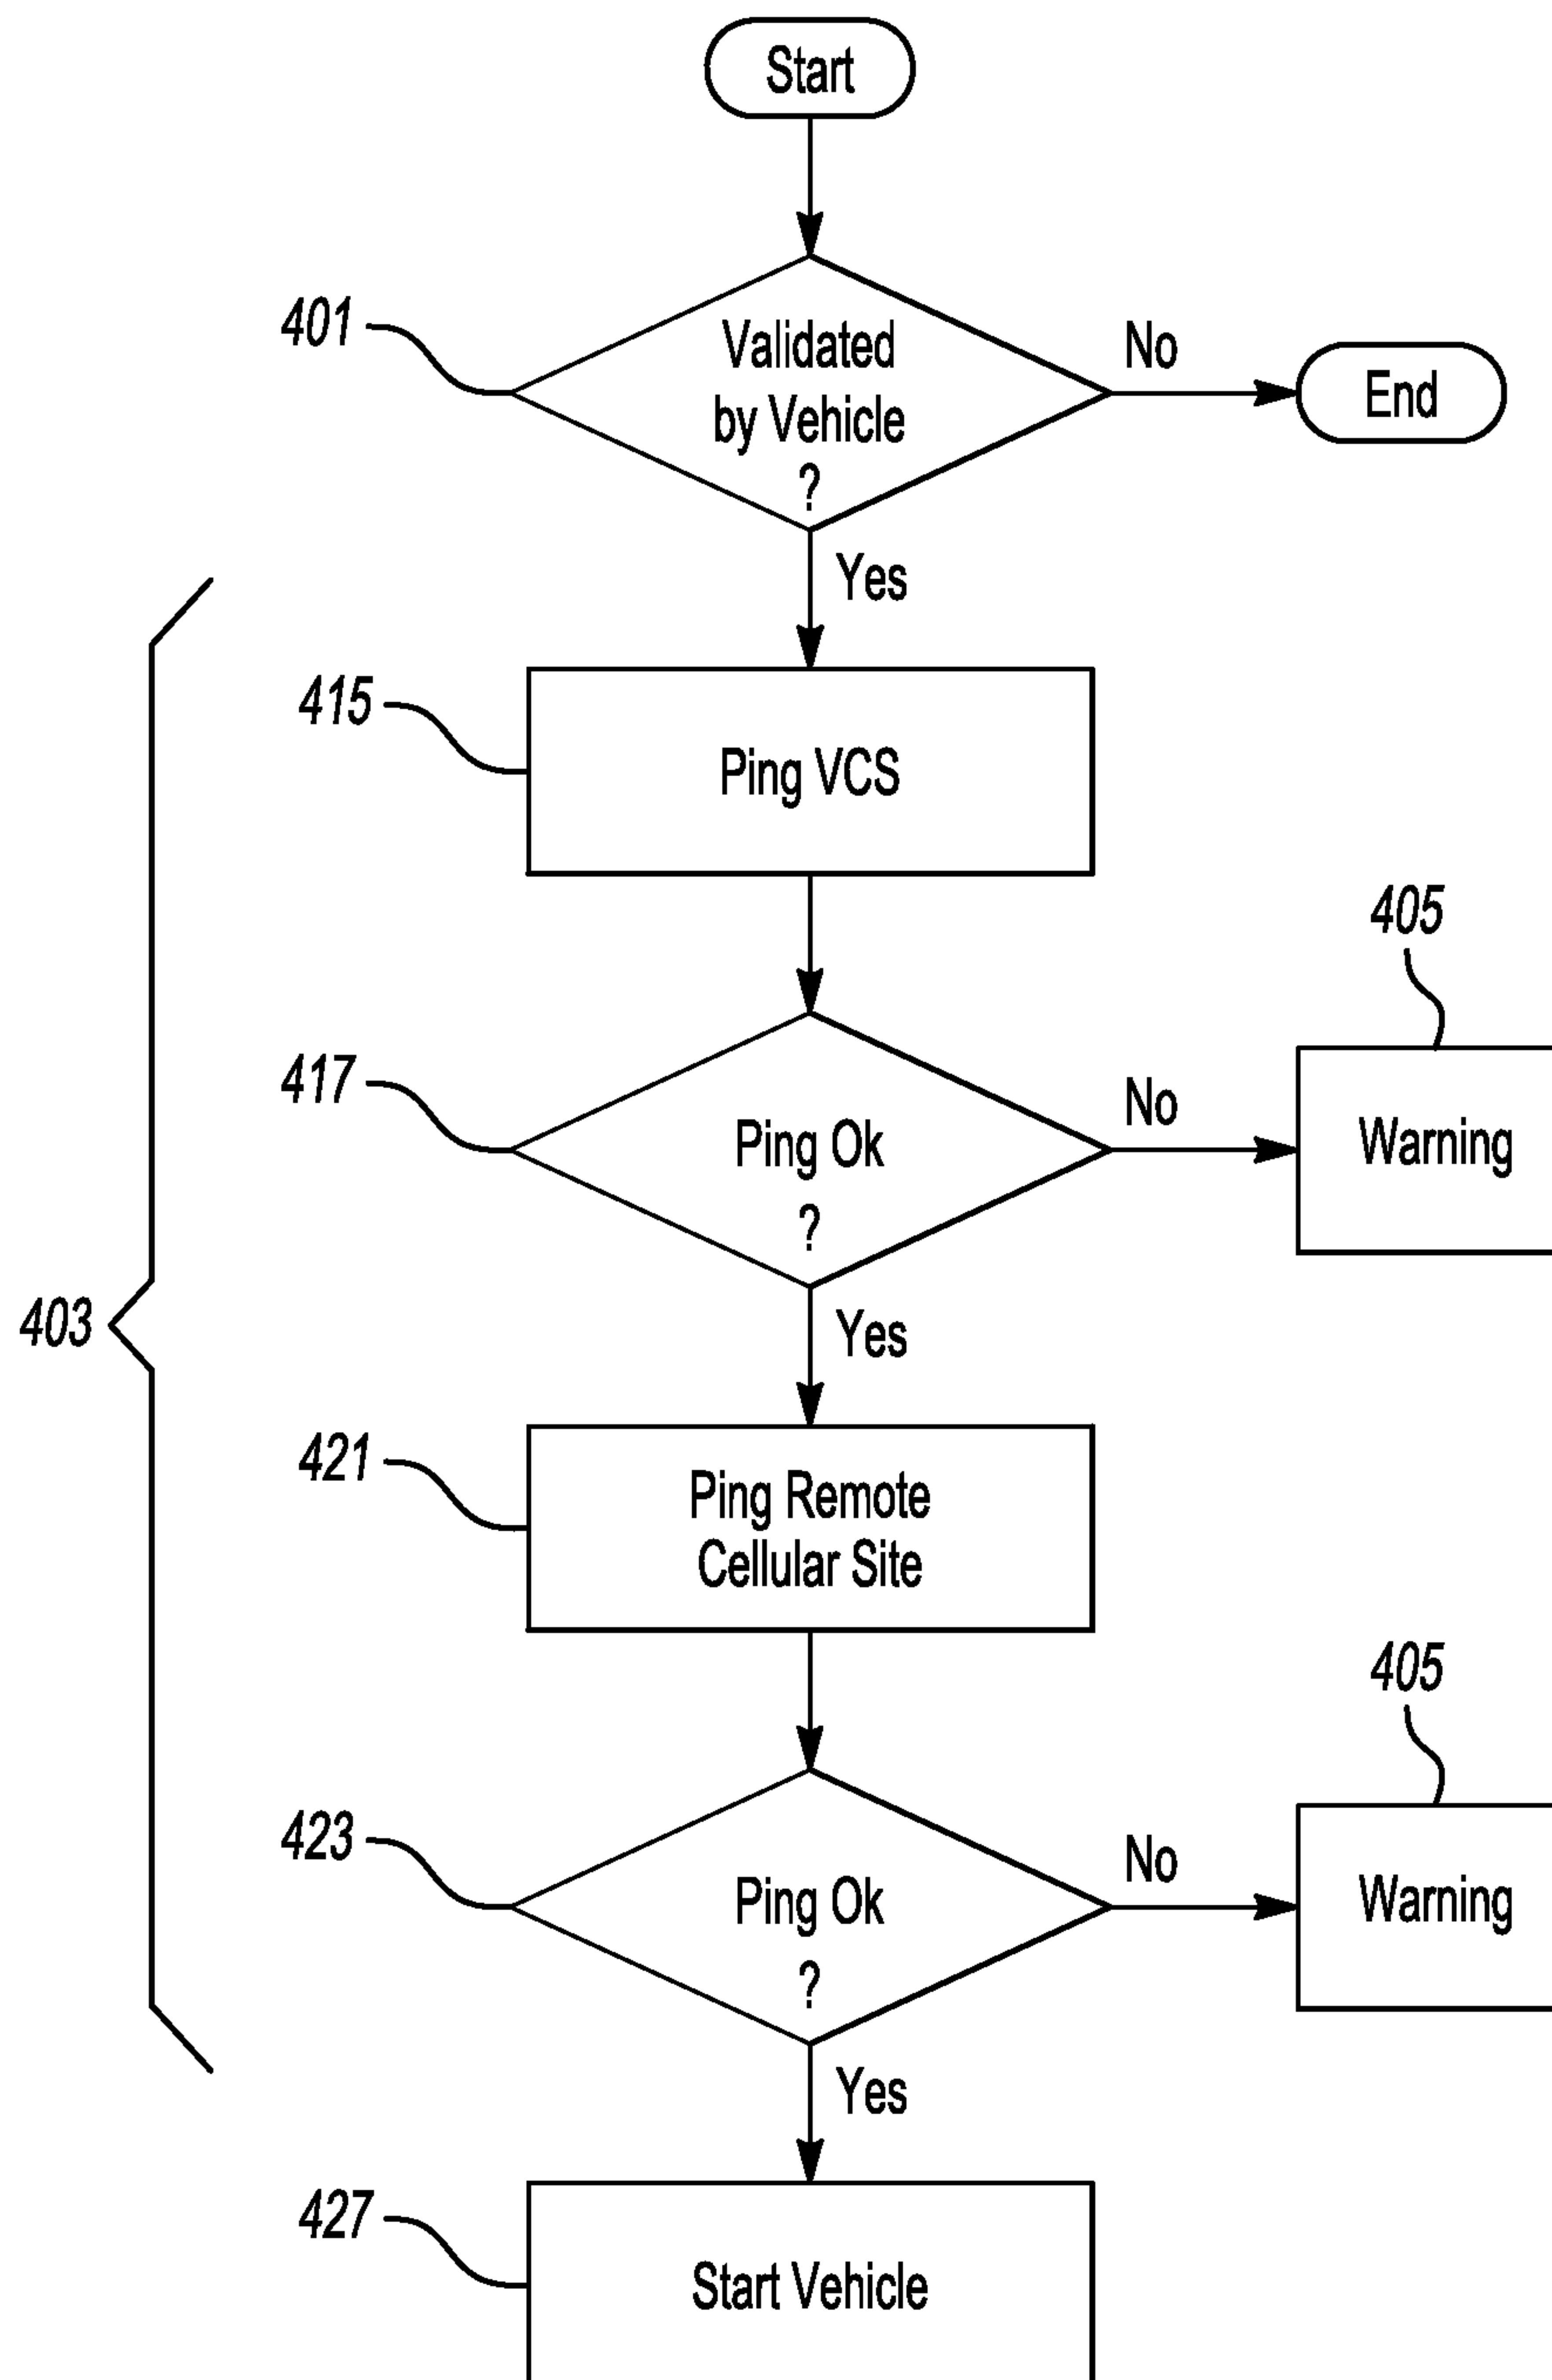 Start
401
Validated
by Vehicle
?
No
End
Yes
415
Ping VCS
405
417
Ping Ok
?
No
Warning
403
Yes
421
Ping Remote
Cellular Site
405
423
Ping Ok
?
No
Warning
Yes
427
Start Vehicle